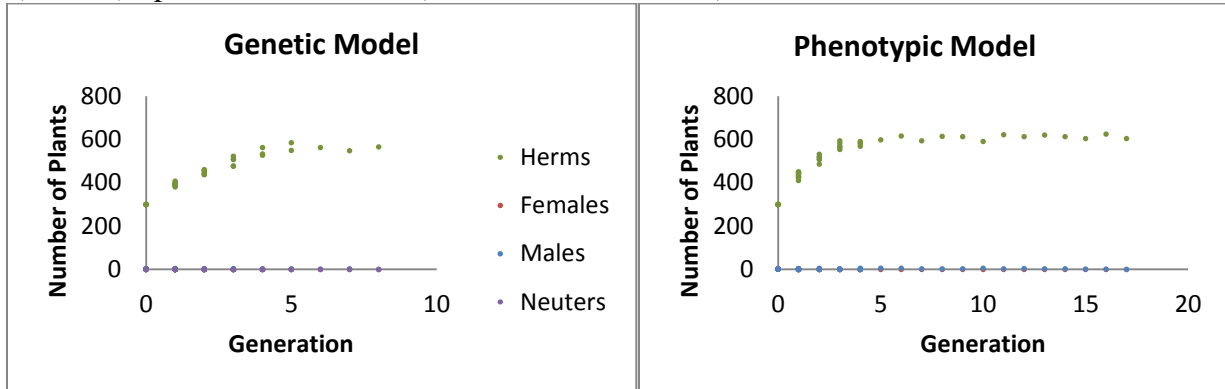 Genetic Model
Number of Plants
800
600
400
200
0
0
5
10
Generation
Herms
Females
Males
Neuters
Phenotypic Model
Number of Plants
800
600
400
200
0
0
5
10
15
20
Generation